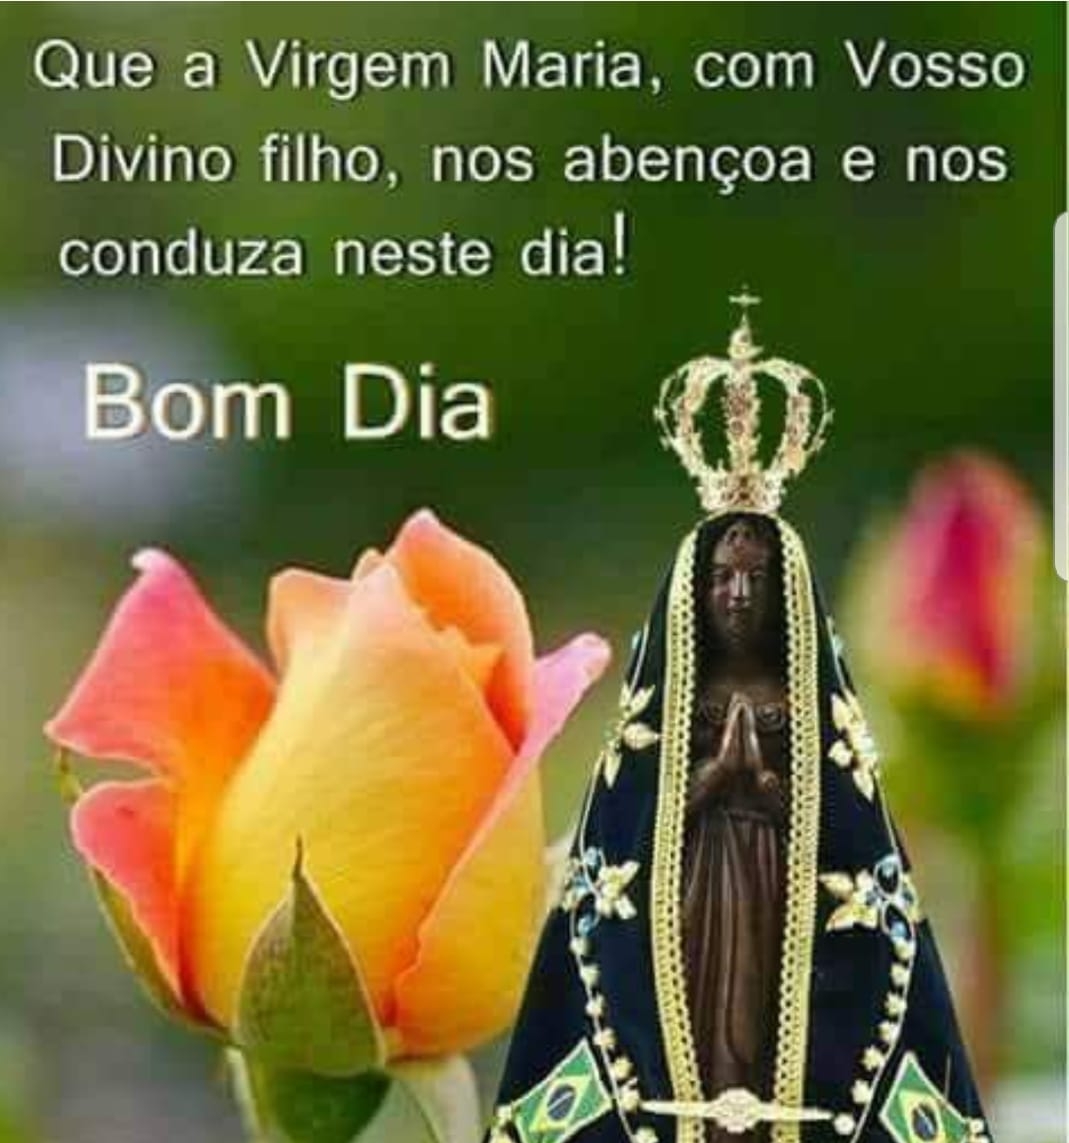 Que a Virgem Maria, com Vosso
Divino filho, nos abençoa e nos
conduza neste dia!
Bom Dia